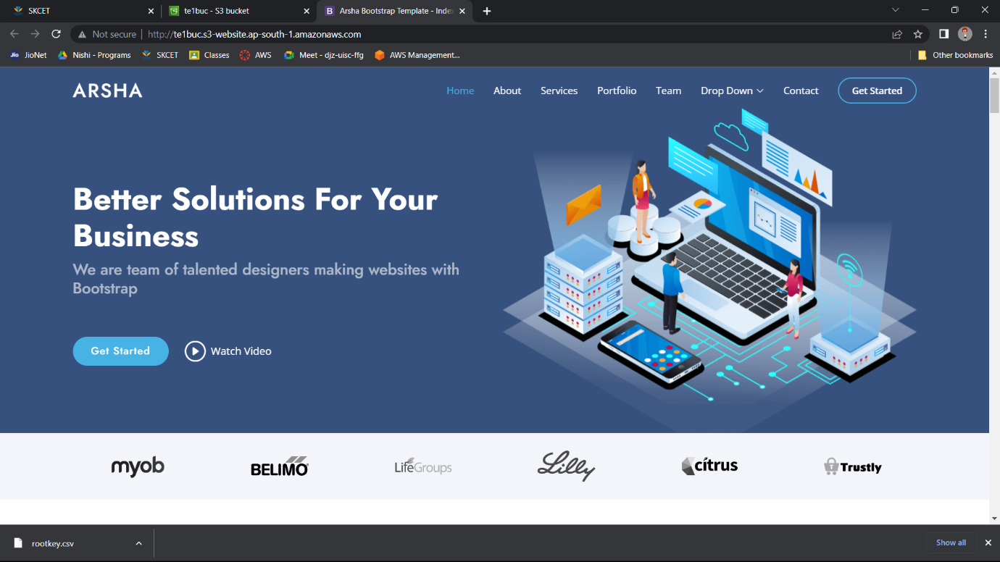 SKCET
te1buc - S3 bucket
Arsha Bootstrap Template - Index
Not secure
http://te1buc.s3-website.ap-south-1.amazonaws.com
JioNet
Nishi - Programs
SKCET
Classes
AWS
Meet - djz-uisc-ffg
AWS Management...
Other bookmarks
ARSHA
Home
About
Services
Portfolio
Team
Drop Down
Contact
Get Started
Better Solutions For Your
Business
We are team of talented designers making websites with
Bootstrap
Get Started
Watch Video
myob
BELIMO
LifeGroups
Lilly
citrus
Trustly
rootkey.csv
Show all